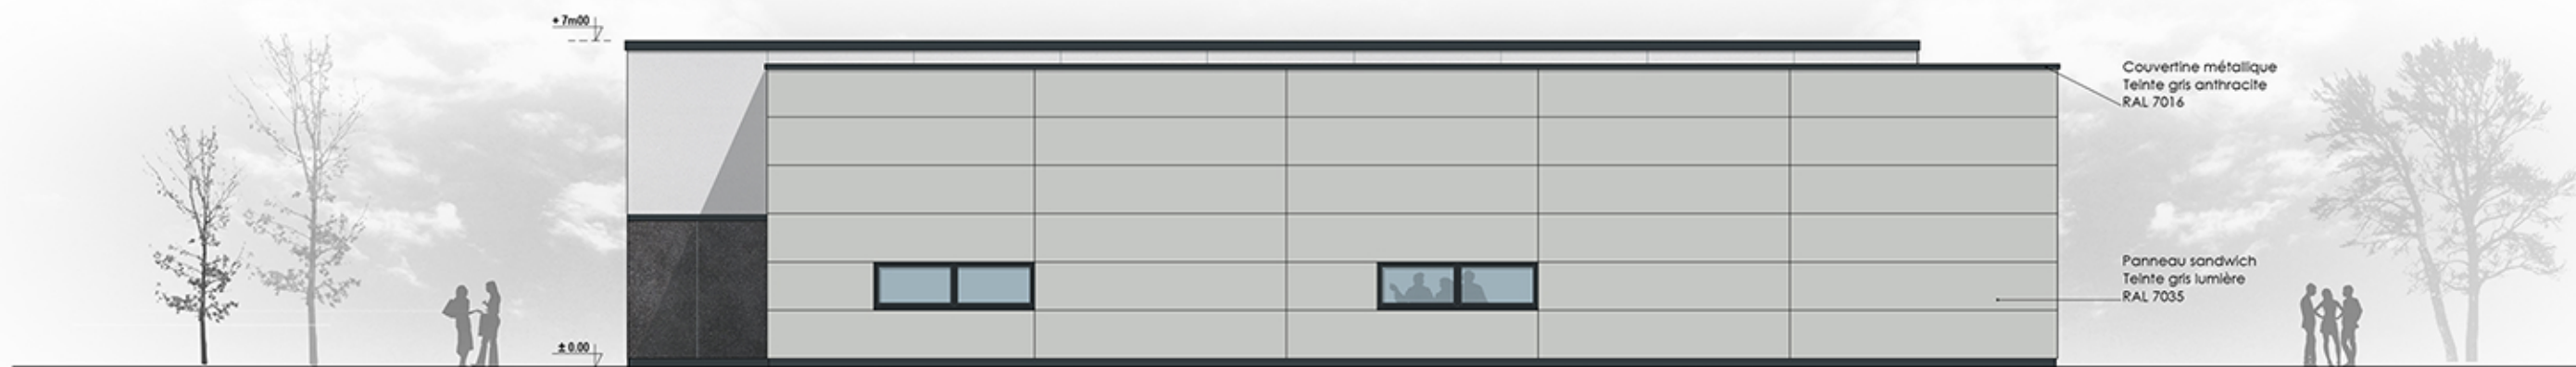 + 7m00
Couvertine métallique
Teinte gris anthracite
RAL 7016
Panneau sandwich
Teinte gris lumière
RAL 7035
± 0.00